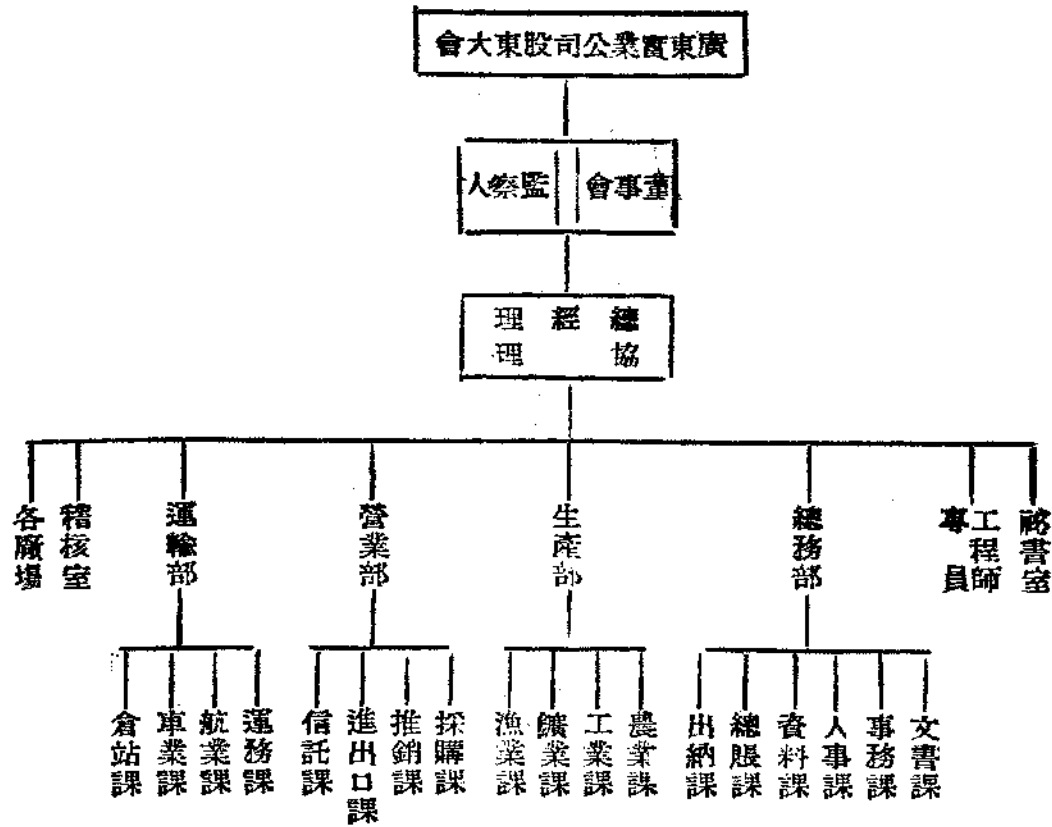 廣東實業公司股東大會
董事會
監察人
總經理
協理
秘書室
工程師
專員
總務部
生產部
營業部
運輸部
稽核室
各廠場
文書課
事務課
人事課
資料課
總賬課
出納課
農業課
工業課
鑛業課
漁業課
採購課
推銷課
進出口課
信託課
運務課
航業課
車業課
倉站課